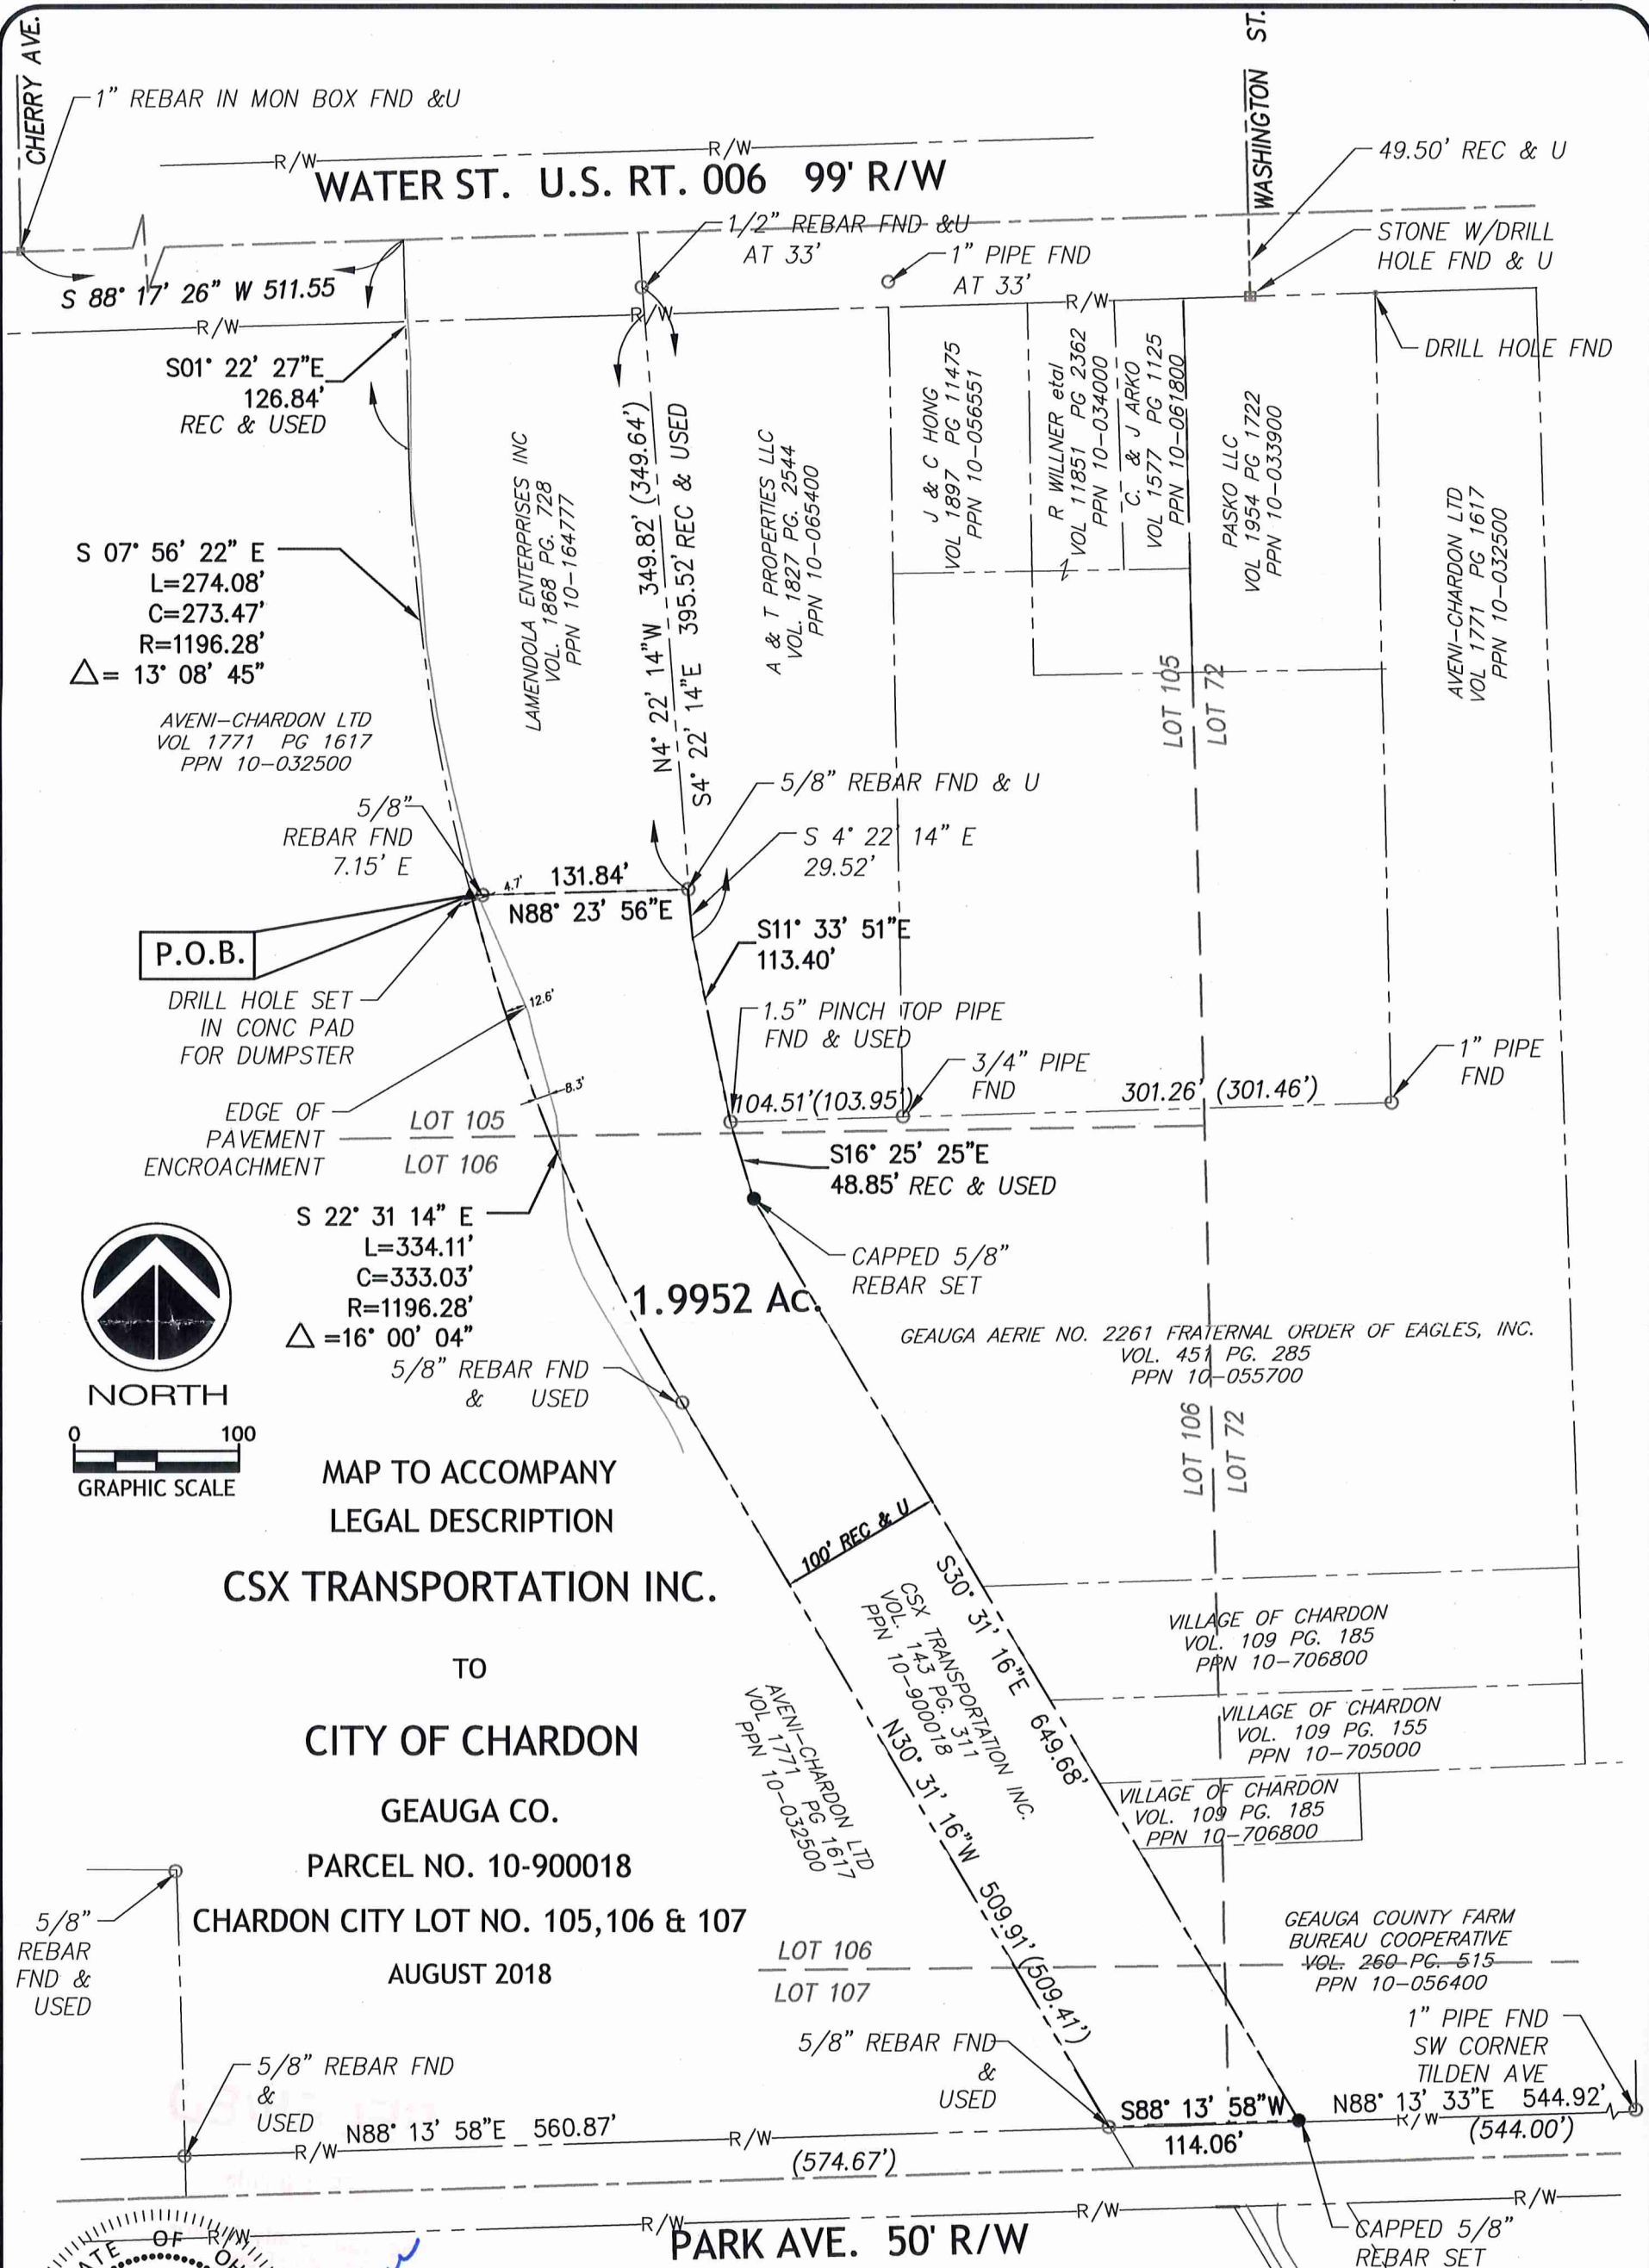 CHERRY AVE.
1" REBAR IN MON BOX FND &U
WASHINGTON ST.
R/W
R/W
49.50' REC & U
WATER ST. U.S. RT. 006 99' R/W
1/2" REBAR FND &U
AT 33'
1" PIPE FND
AT 33'
STONE W/DRILL
HOLE FND & U
S 88° 17' 26" W 511.55
R/W
R/W
R/W
DRILL HOLE FND
S01° 22' 27"E
126.84'
REC & USED
LAMENDOLA ENTERPRISES INC
VOL. 1868 PG. 728
PPN 10-164777
N4° 22' 14"W 349.82' (349.64')
S4° 22' 14"E 395.52' REC & USED
A & T PROPERTIES LLC
VOL. 1827 PG. 2544
PPN 10-065400
J & C HONG
VOL 1897 PG 11475
PPN 10-056551
R WILLNER etal
VOL 11851 PG 2362
PPN 10-034000
C. & J ARKO
VOL 1577 PG 1125
PPN 10-061800
PASKO LLC
VOL 1954 PG 1722
PPN 10-033900
AVENI-CHARDON LTD
VOL 1771 PG 1617
PPN 10-032500
S 07° 56' 22" E
L=274.08'
C=273.47'
R=1196.28'
△= 13° 08' 45"
AVENI-CHARDON LTD
VOL 1771 PG 1617
PPN 10-032500
LOT 105
LOT 72
5/8"
REBAR FND
7.15' E
5/8" REBAR FND & U
S 4° 22' 14" E
29.52'
4.7'
131.84'
N88° 23' 56"E
P.O.B.
S11° 33' 51"E
113.40'
DRILL HOLE SET
IN CONC PAD
FOR DUMPSTER
12.6'
1.5" PINCH TOP PIPE
FND & USED
3/4" PIPE
FND
1" PIPE
FND
8.3'
104.51'(103.95')
301.26' (301.46')
EDGE OF
PAVEMENT
ENCROACHMENT
LOT 105
LOT 106
S16° 25' 25"E
48.85' REC & USED
S 22° 31 14" E
L=334.11'
C=333.03'
R=1196.28'
△ =16° 00' 04"
CAPPED 5/8"
REBAR SET
1.9952 Ac.
GEAUGA AERIE NO. 2261 FRATERNAL ORDER OF EAGLES, INC.
VOL. 451 PG. 285
PPN 10-055700
5/8" REBAR FND
& USED
NORTH
0 100
GRAPHIC SCALE
LOT 106
LOT 72
MAP TO ACCOMPANY
LEGAL DESCRIPTION
CSX TRANSPORTATION INC.
TO
CITY OF CHARDON
GEAUGA CO.
PARCEL NO. 10-900018
CHARDON CITY LOT NO. 105,106 & 107
AUGUST 2018
100' REC & U
S30° 31' 16"E 649.68'
CSX TRANSPORTATION INC.
VOL. 143 PG. 311
PPN 10-900018
N30° 31' 16"W 509.91' (509.41')
AVENI-CHARDON LTD
VOL 1771 PG 1617
PPN 10-032500
VILLAGE OF CHARDON
VOL. 109 PG. 185
PPN 10-706800
VILLAGE OF CHARDON
VOL. 109 PG. 155
PPN 10-705000
VILLAGE OF CHARDON
VOL. 109 PG. 185
PPN 10-706800
5/8"
REBAR
FND &
USED
LOT 106
LOT 107
GEAUGA COUNTY FARM
BUREAU COOPERATIVE
VOL. 260 PG. 515
PPN 10-056400
1" PIPE FND
SW CORNER
TILDEN AVE
5/8" REBAR FND
&
USED
5/8" REBAR FND
&
USED
N88° 13' 58"E 560.87'
R/W
R/W
(574.67')
S88° 13' 58"W
114.06'
N88° 13' 33"E 544.92'
R/W
(544.00')
R/W
R/W
R/W
R/W
PARK AVE. 50' R/W
CAPPED 5/8"
REBAR SET
ATE OF OH